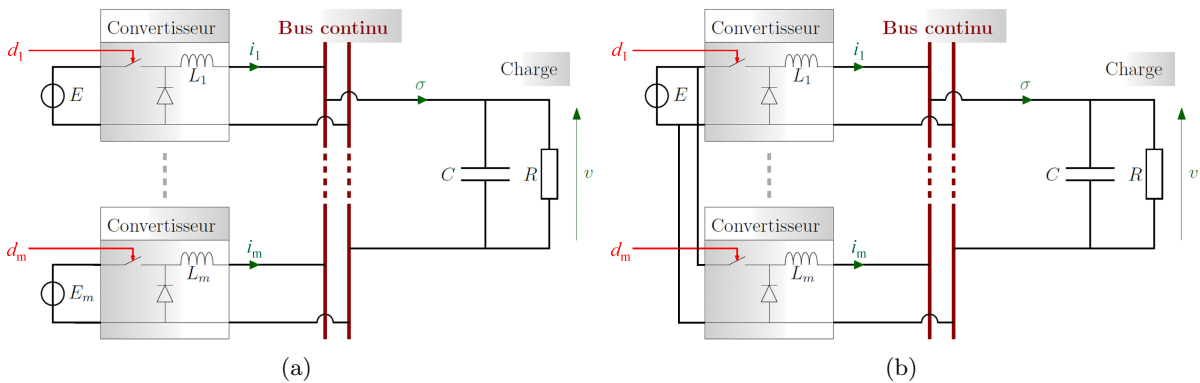 Convertisseur
Bus continu
d₁
i₁
L₁
E
Charge
σ
C
R
v
Convertisseur
dₘ
iₘ
Lₘ
Eₘ
(a)
Convertisseur
Bus continu
d₁
i₁
L₁
E
Charge
σ
C
R
v
Convertisseur
dₘ
iₘ
Lₘ
(b)